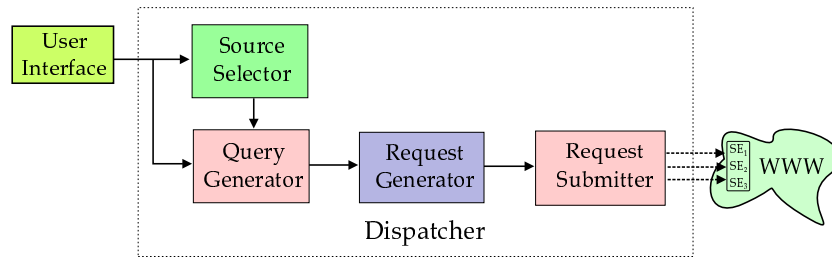 User
Interface
Source
Selector
Query
Generator
Request
Generator
Request
Submitter
SE1
SE2
SE3
WWW
Dispatcher